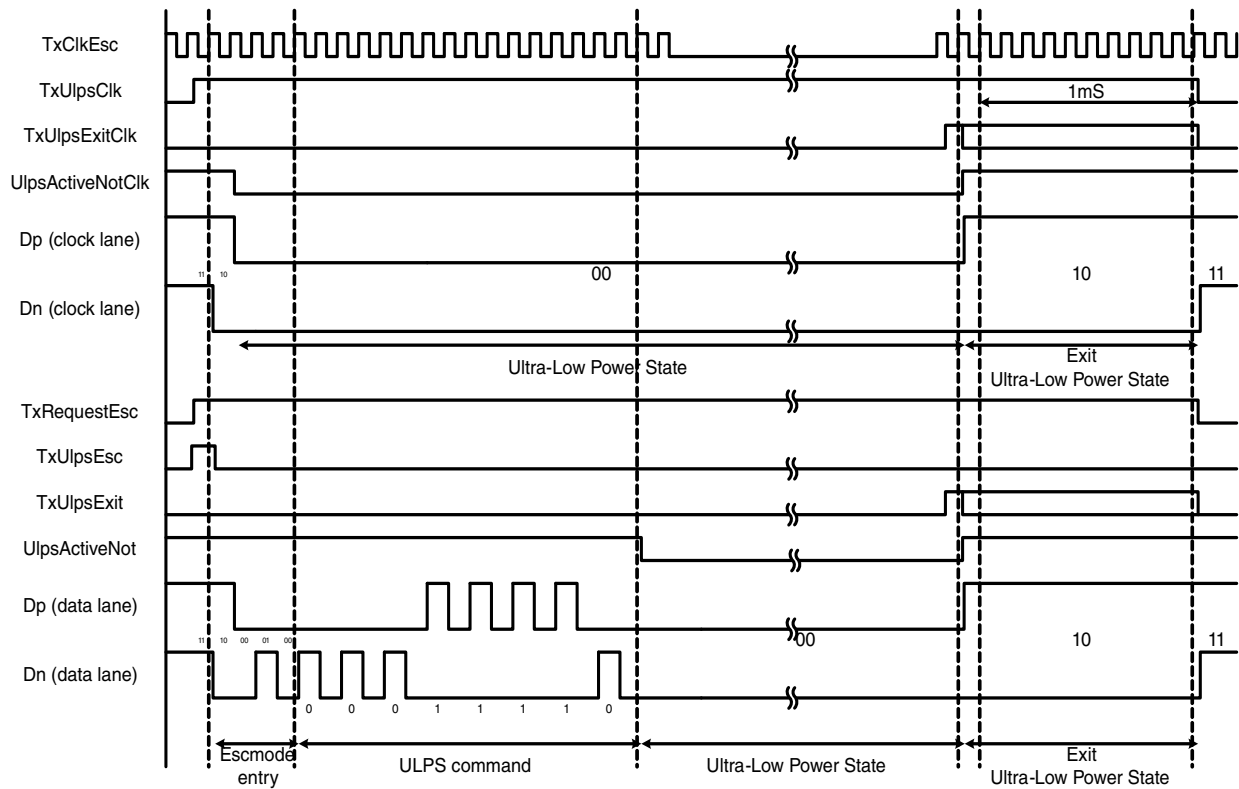 TxClkEsc
TxUlpsClk
1mS
TxUlpsExitClk
UlpsActiveNotClk
Dp (clock lane)
11 10 00 10 11
Dn (clock lane)
Ultra-Low Power State
Exit
Ultra-Low Power State
TxRequestEsc
TxUlpsEsc
TxUlpsExit
UlpsActiveNot
Dp (data lane)
11 10 00 01 00 00 10 11
Dn (data lane)
0 0 0 1 1 1 1 0
Escmode
entry
ULPS command
Ultra-Low Power State
Exit
Ultra-Low Power State